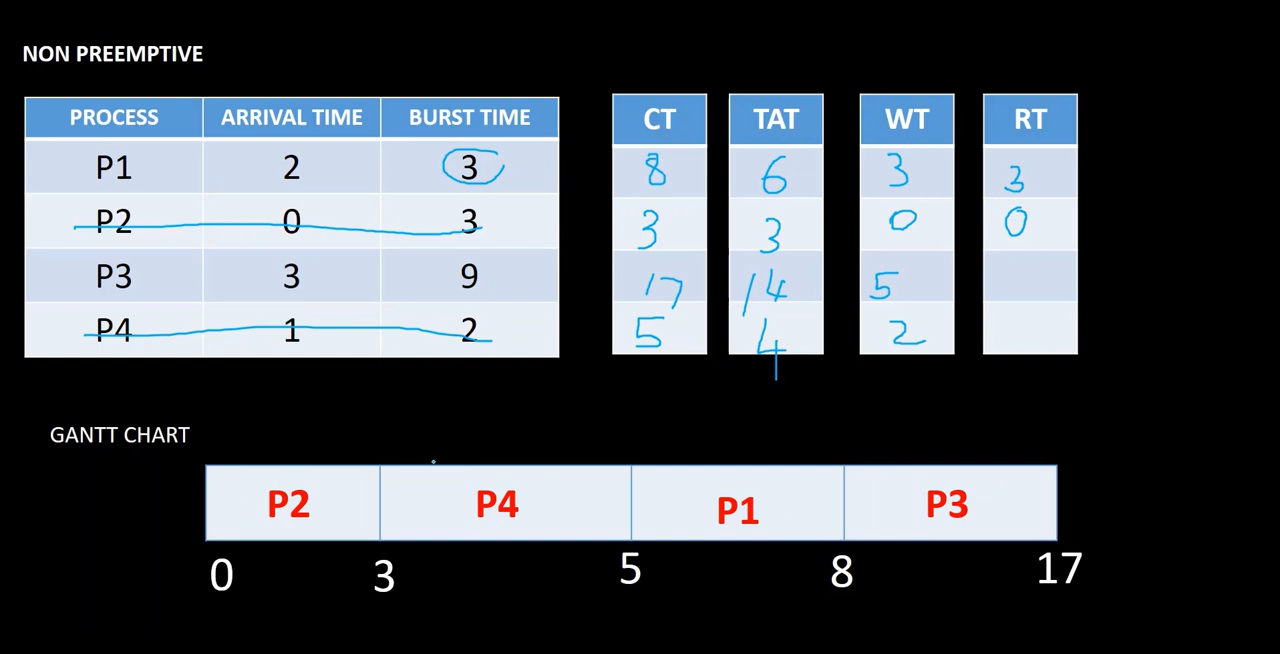 NON PREEMPTIVE
PROCESS ARRIVAL TIME BURST TIME CT TAT WT RT
P1 2 3 8 6 3 3
P2 0 3 3 3 0 0
P3 3 9 17 14 5
P4 1 2 5 4 2
GANTT CHART
P2 P4 P1 P3
0 3 5 8 17